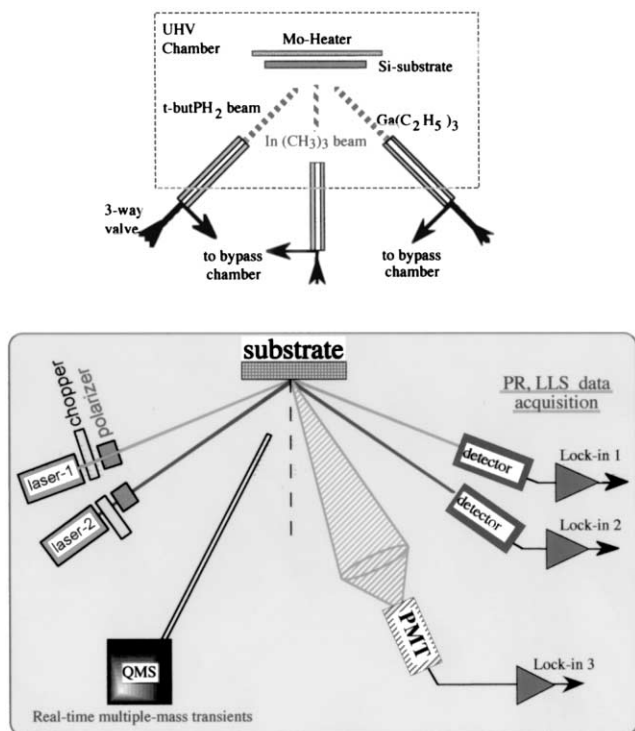 UHV
Chamber
Mo-Heater
Si-substrate
t-butPH2 beam
Ga(C2H5)3
In (CH3)3 beam
3-way
valve
to bypass
chamber
to bypass
chamber
substrate
chopper
polarizer
PR, LLS data
acquisition
laser-1
detector
Lock-in 1
laser-2
detector
Lock-in 2
PMT
QMS
Lock-in 3
Real-time multiple-mass transients